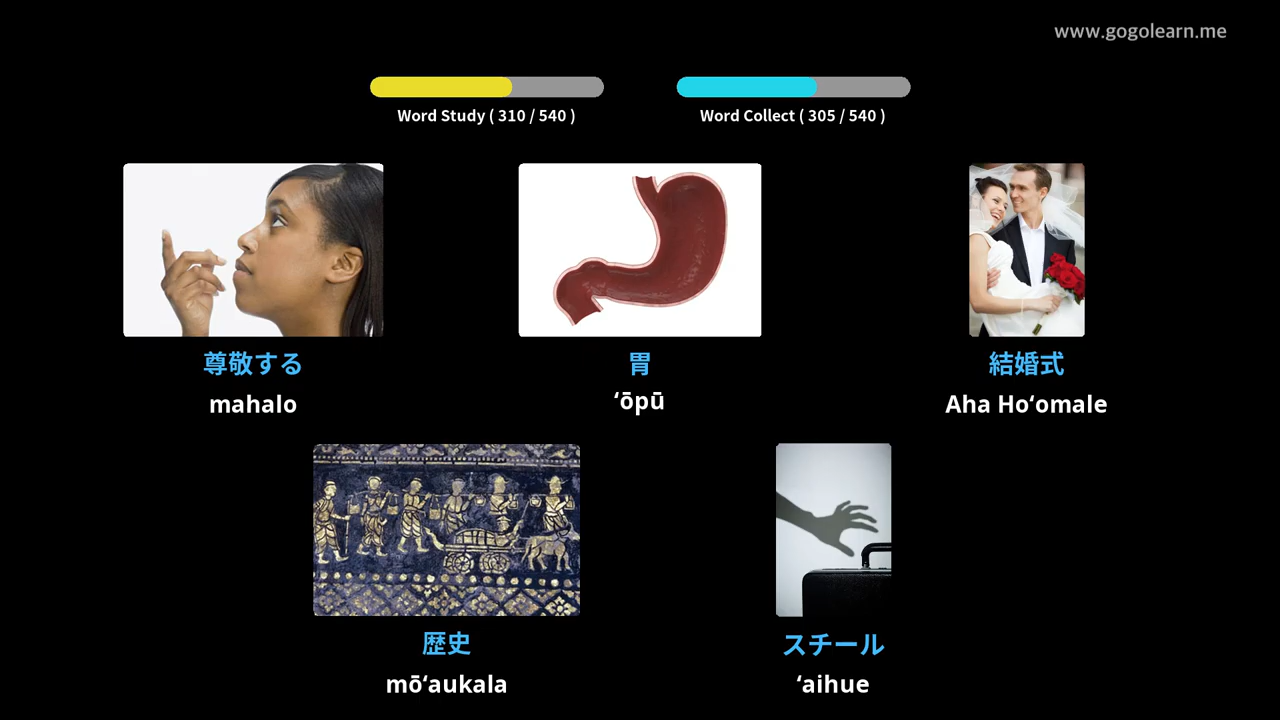 www.gogolearn.me
Word Study ( 310 / 540 )
Word Collect ( 305 / 540 )
尊敬する
mahalo
胃
ʻōpū
結婚式
Aha Hoʻomale
歴史
mōʻaukala
スチール
ʻaihue